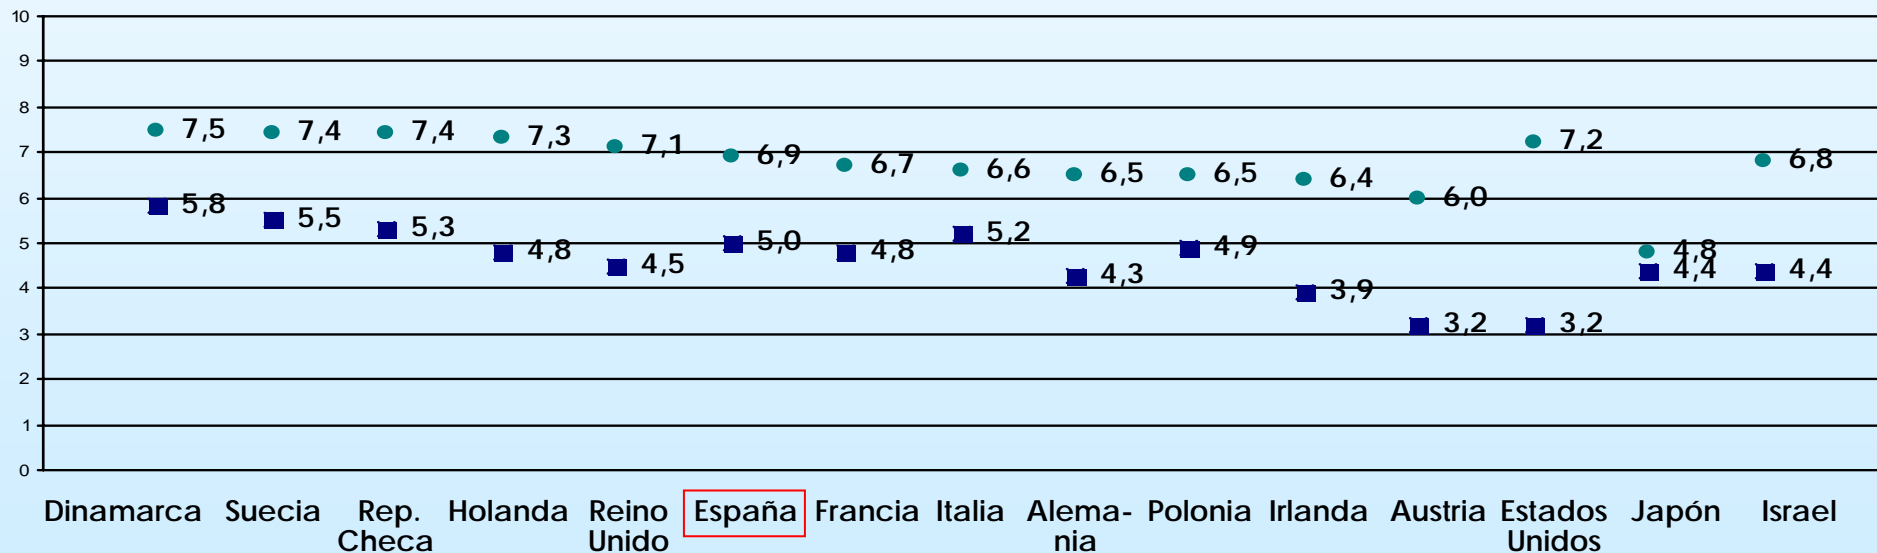 10
9
8
7
6
5
4
3
2
1
0
7,5
7,4
7,4
7,3
7,1
6,9
6,7
6,6
6,5
6,5
6,4
6,0
7,2
4,8
6,8
5,8
5,5
5,3
4,8
4,5
5,0
4,8
5,2
4,3
4,9
3,9
3,2
3,2
4,4
4,4
Dinamarca
Suecia
Rep.
Checa
Holanda
Reino
Unido
España
Francia
Italia
Alema-
nia
Polonia
Irlanda
Austria
Estados
Unidos
Japón
Israel